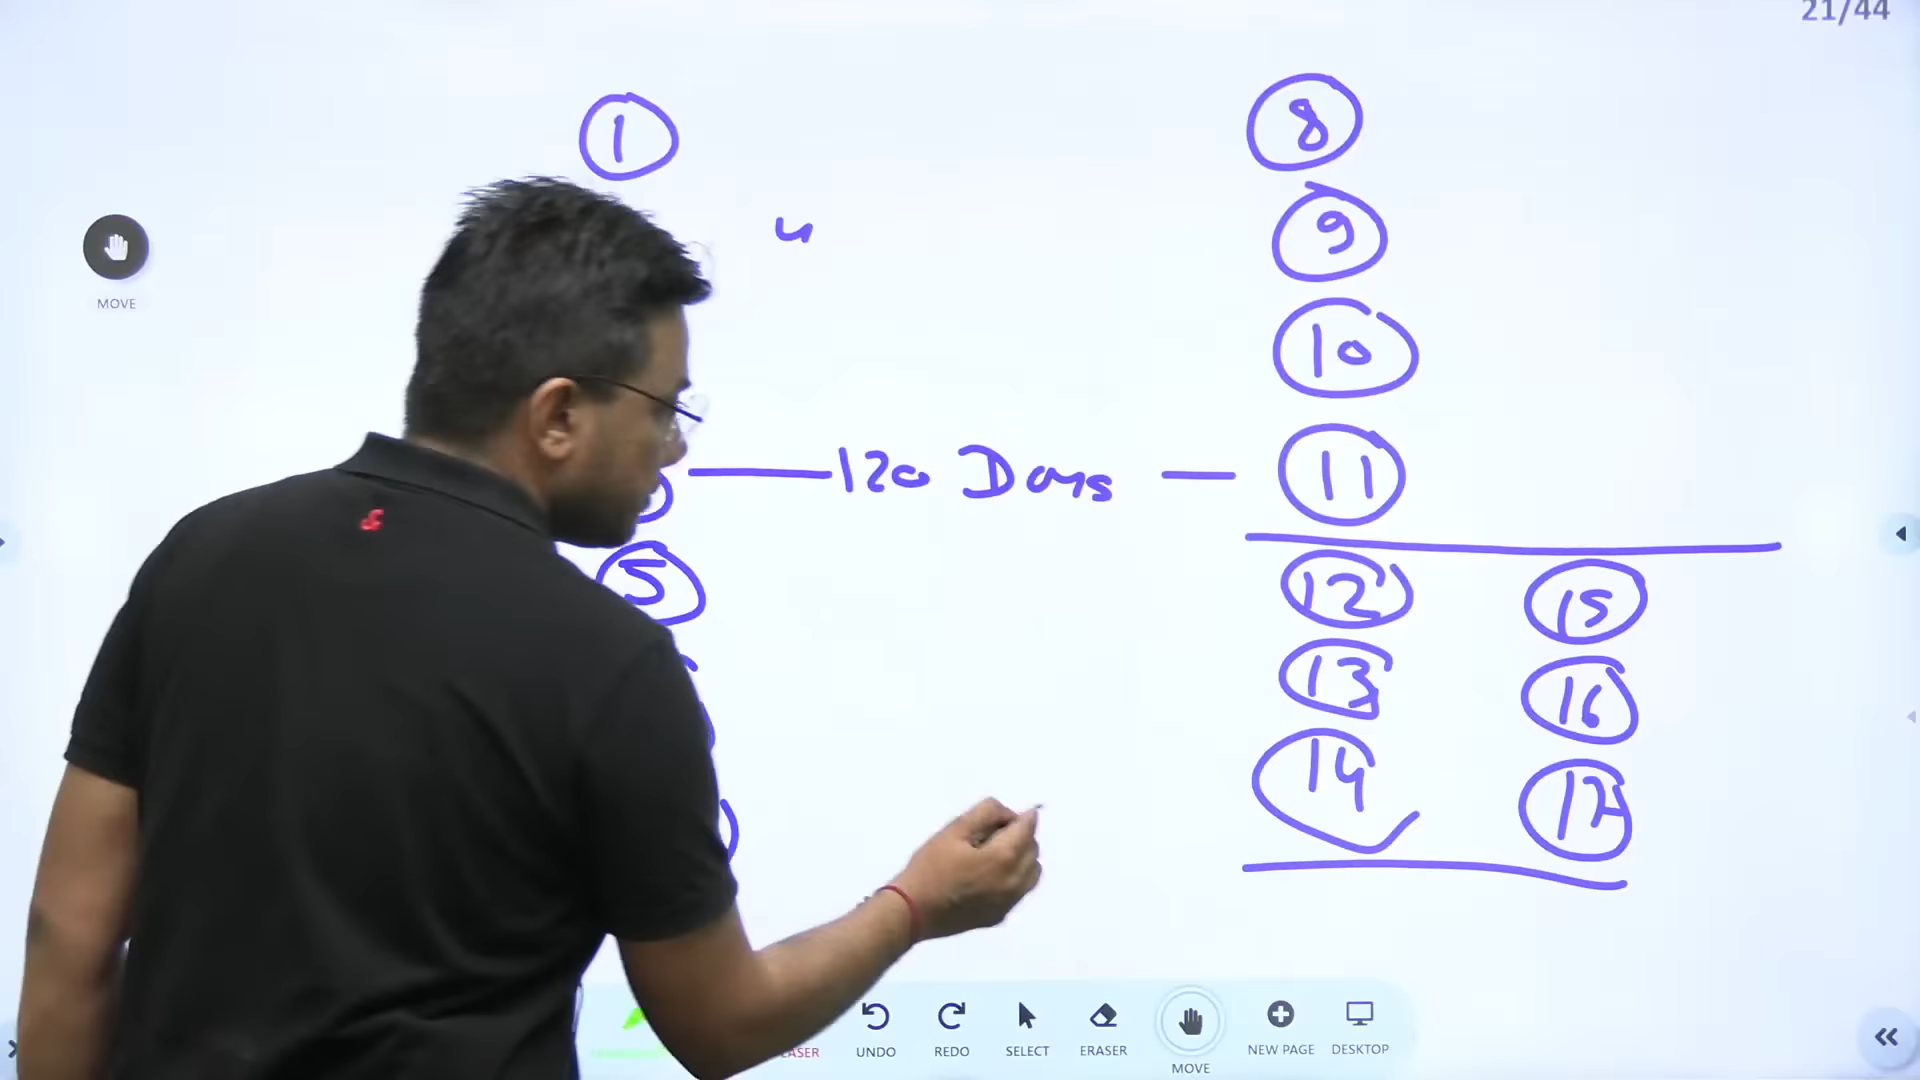 21/44
1
8
9
MOVE
10
120 Days
11
5
12
15
13
16
14
17
UNDO
REDO
SELECT
ERASER
MOVE
NEW PAGE
DESKTOP